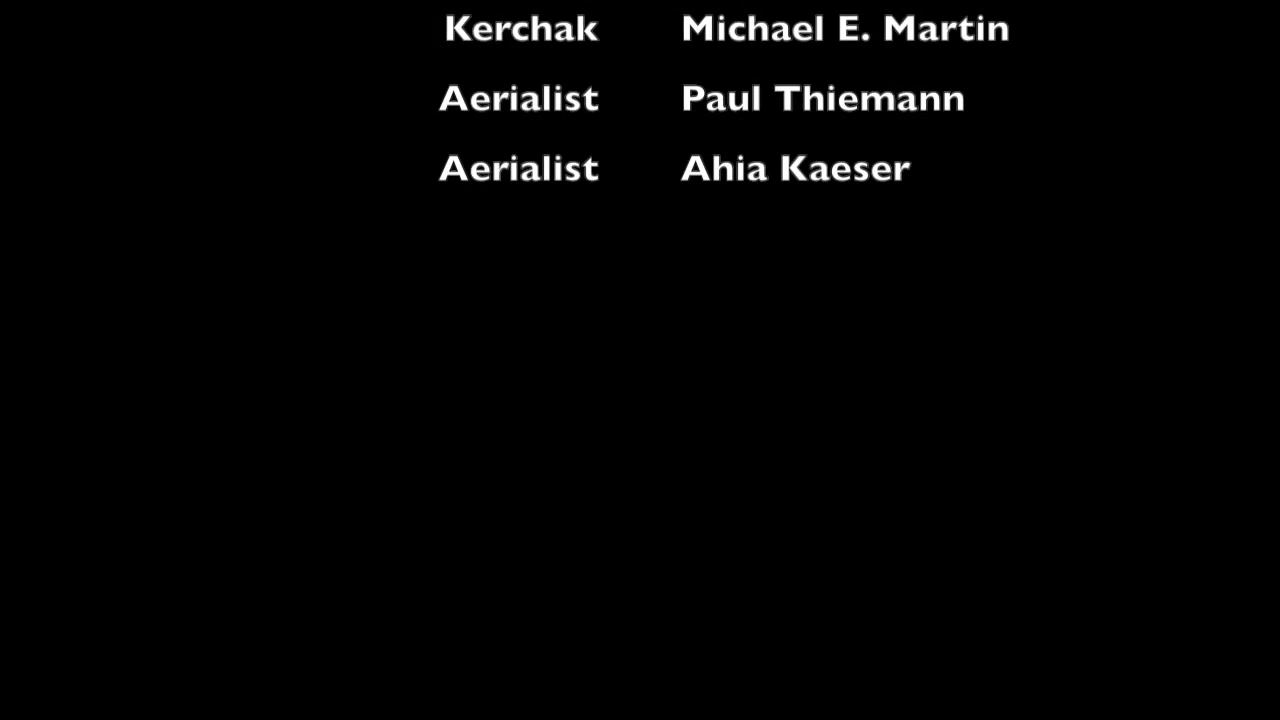 Kerchak Michael E. Martin
Aerialist Paul Thiemann
Aerialist Ahia Kaeser